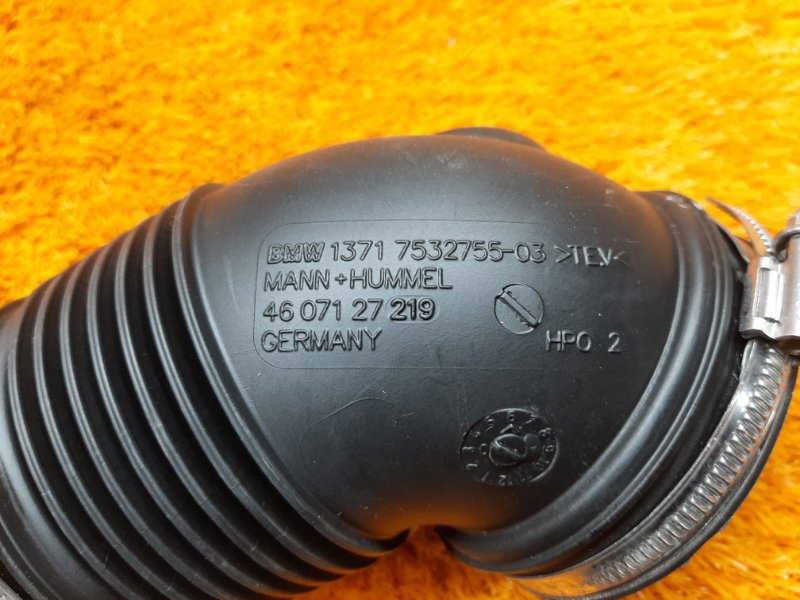 BMW 1371 7532755-03 >TEV<
MANN+HUMMEL
46 071 27 219
GERMANY HPO 2